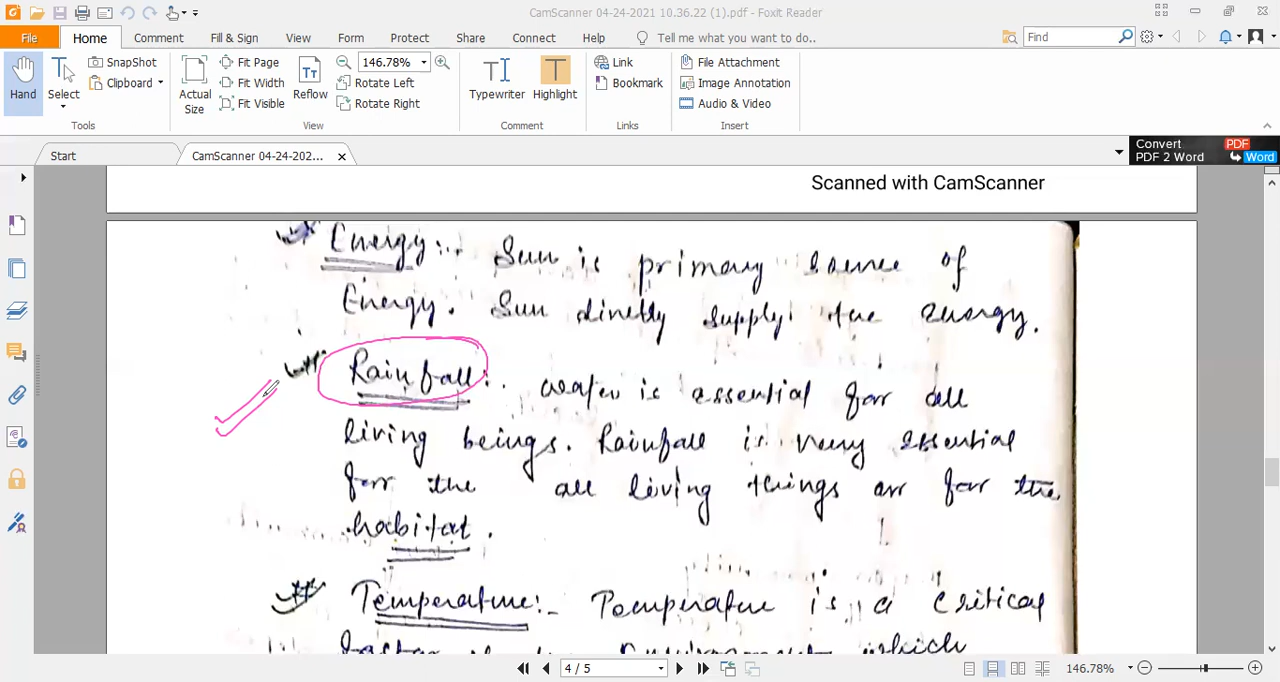 CamScanner 04-24-2021 10.36.22 (1).pdf - Foxit Reader
File Home Comment Fill & Sign View Form Protect Share Connect Help Tell me what you want to do.. Find
Hand
Select
SnapShot
Clipboard
Actual Size
Fit Page
Fit Width
Fit Visible
Reflow
146.78%
Rotate Left
Rotate Right
Typewriter
Highlight
Link
Bookmark
File Attachment
Image Annotation
Audio & Video
Tools View Comment Links Insert
Start CamScanner 04-24-202...
Convert PDF
PDF 2 Word Word
Scanned with CamScanner
Energy:- Sun is primary source of
Energy. Sun directly supply the energy.
Rainfall:- water is essential for all
living beings. Rainfall is very essential
for the all living things or for the
habitat.
Temperature:- Temperature is a critical
factor Environment which
4 / 5 146.78%